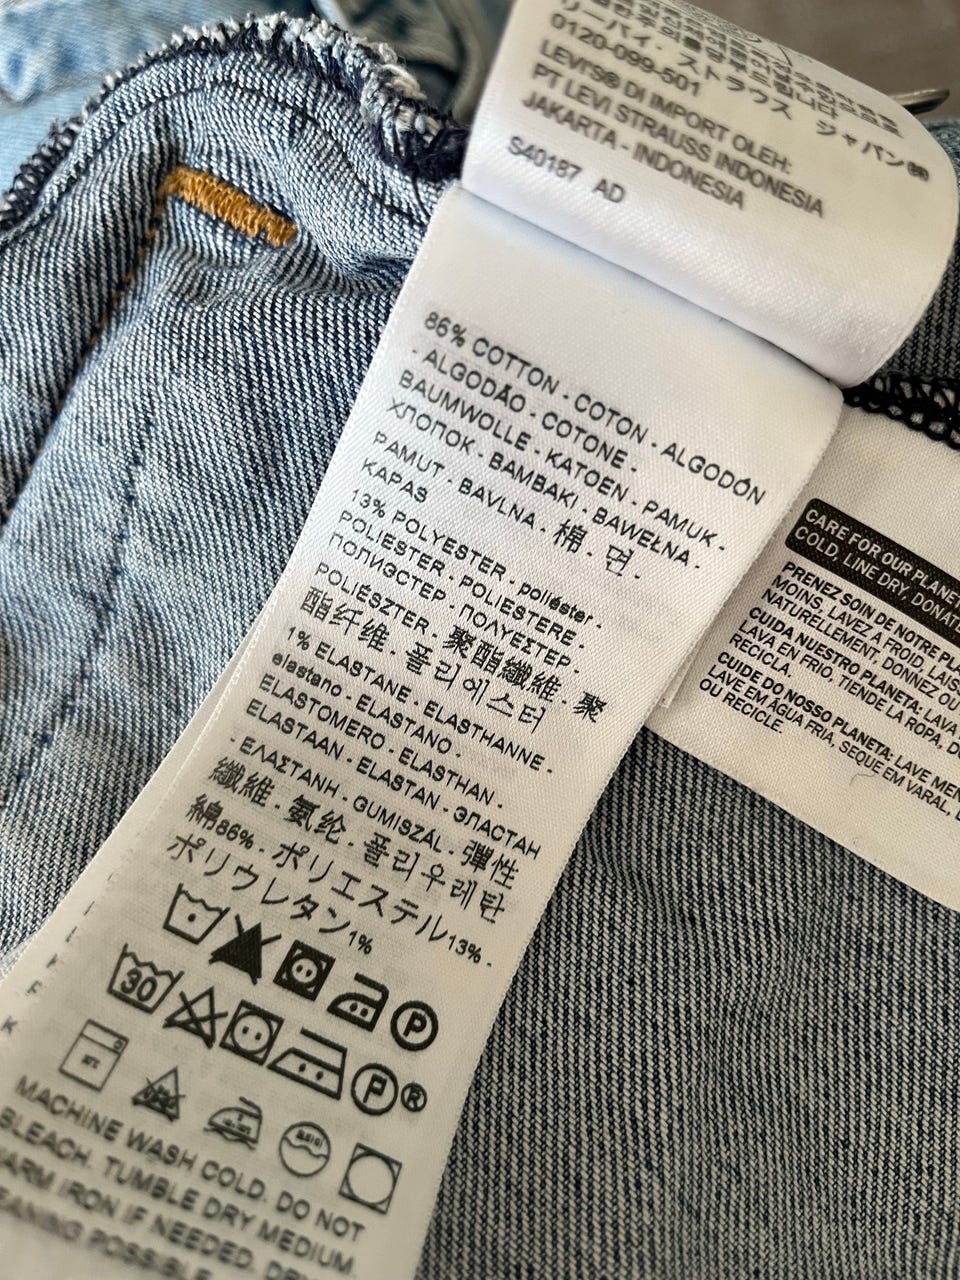 リーバイ・ストラウス ジャパン㈱
0120-099-501
LEVI'S® DI IMPORT OLEH:
PT LEVI STRAUSS INDONESIA
JAKARTA - INDONESIA
S40187 AD
86% COTTON - COTON - ALGODÓN
- ALGODÃO - COTONE -
BAUMWOLLE - KATOEN - PAMUK -
ХЛОПОК - BAMBAKI - BAWEŁNA -
PAMUT - BAVLNA - 棉 - 면 -
KAPAS
13% POLYESTER - poliéster -
POLIESTER - POLIESTERE -
ПОЛИЭСТЕР - ΠΟΛΥΕΣΤΕΡ -
POLIÉSZTER - 聚酯纖維 - 聚
酯纤维 - 폴리에스터
1% ELASTANE - ELASTHANNE -
elastano - ELASTANO -
ELASTOMERO - ELASTHAN -
ELASTAAN - ELASTAN - ЭЛАСТАН
- ΕΛΑΣΤΑΝΗ - GUMISZÁL - 彈性
纖維 - 氨纶 - 폴리우레탄
綿86% - ポリエステル13% -
ポリウレタン1%
P
30
P ®
MACHINE WASH COLD. DO NOT
BLEACH. TUMBLE DRY MEDIUM.
WARM IRON IF NEEDED.
POSSIBLE
CARE FOR OUR PLANET
COLD, LINE DRY, DONATE
PRENEZ SOIN DE NOTRE
MOINS, LAVEZ A FROID,
NATURELLEMENT, DONNEZ OU
CUIDA NUESTRO PLANETA: LAVA
LAVA EN FRIO, TIENDE LA ROPA,
RECICLA.
CUIDE DO NOSSO PLANETA: LAVE
LAVE EM ÁGUA FRIA, SEQUE EM VARAL,
OU RECICLE.